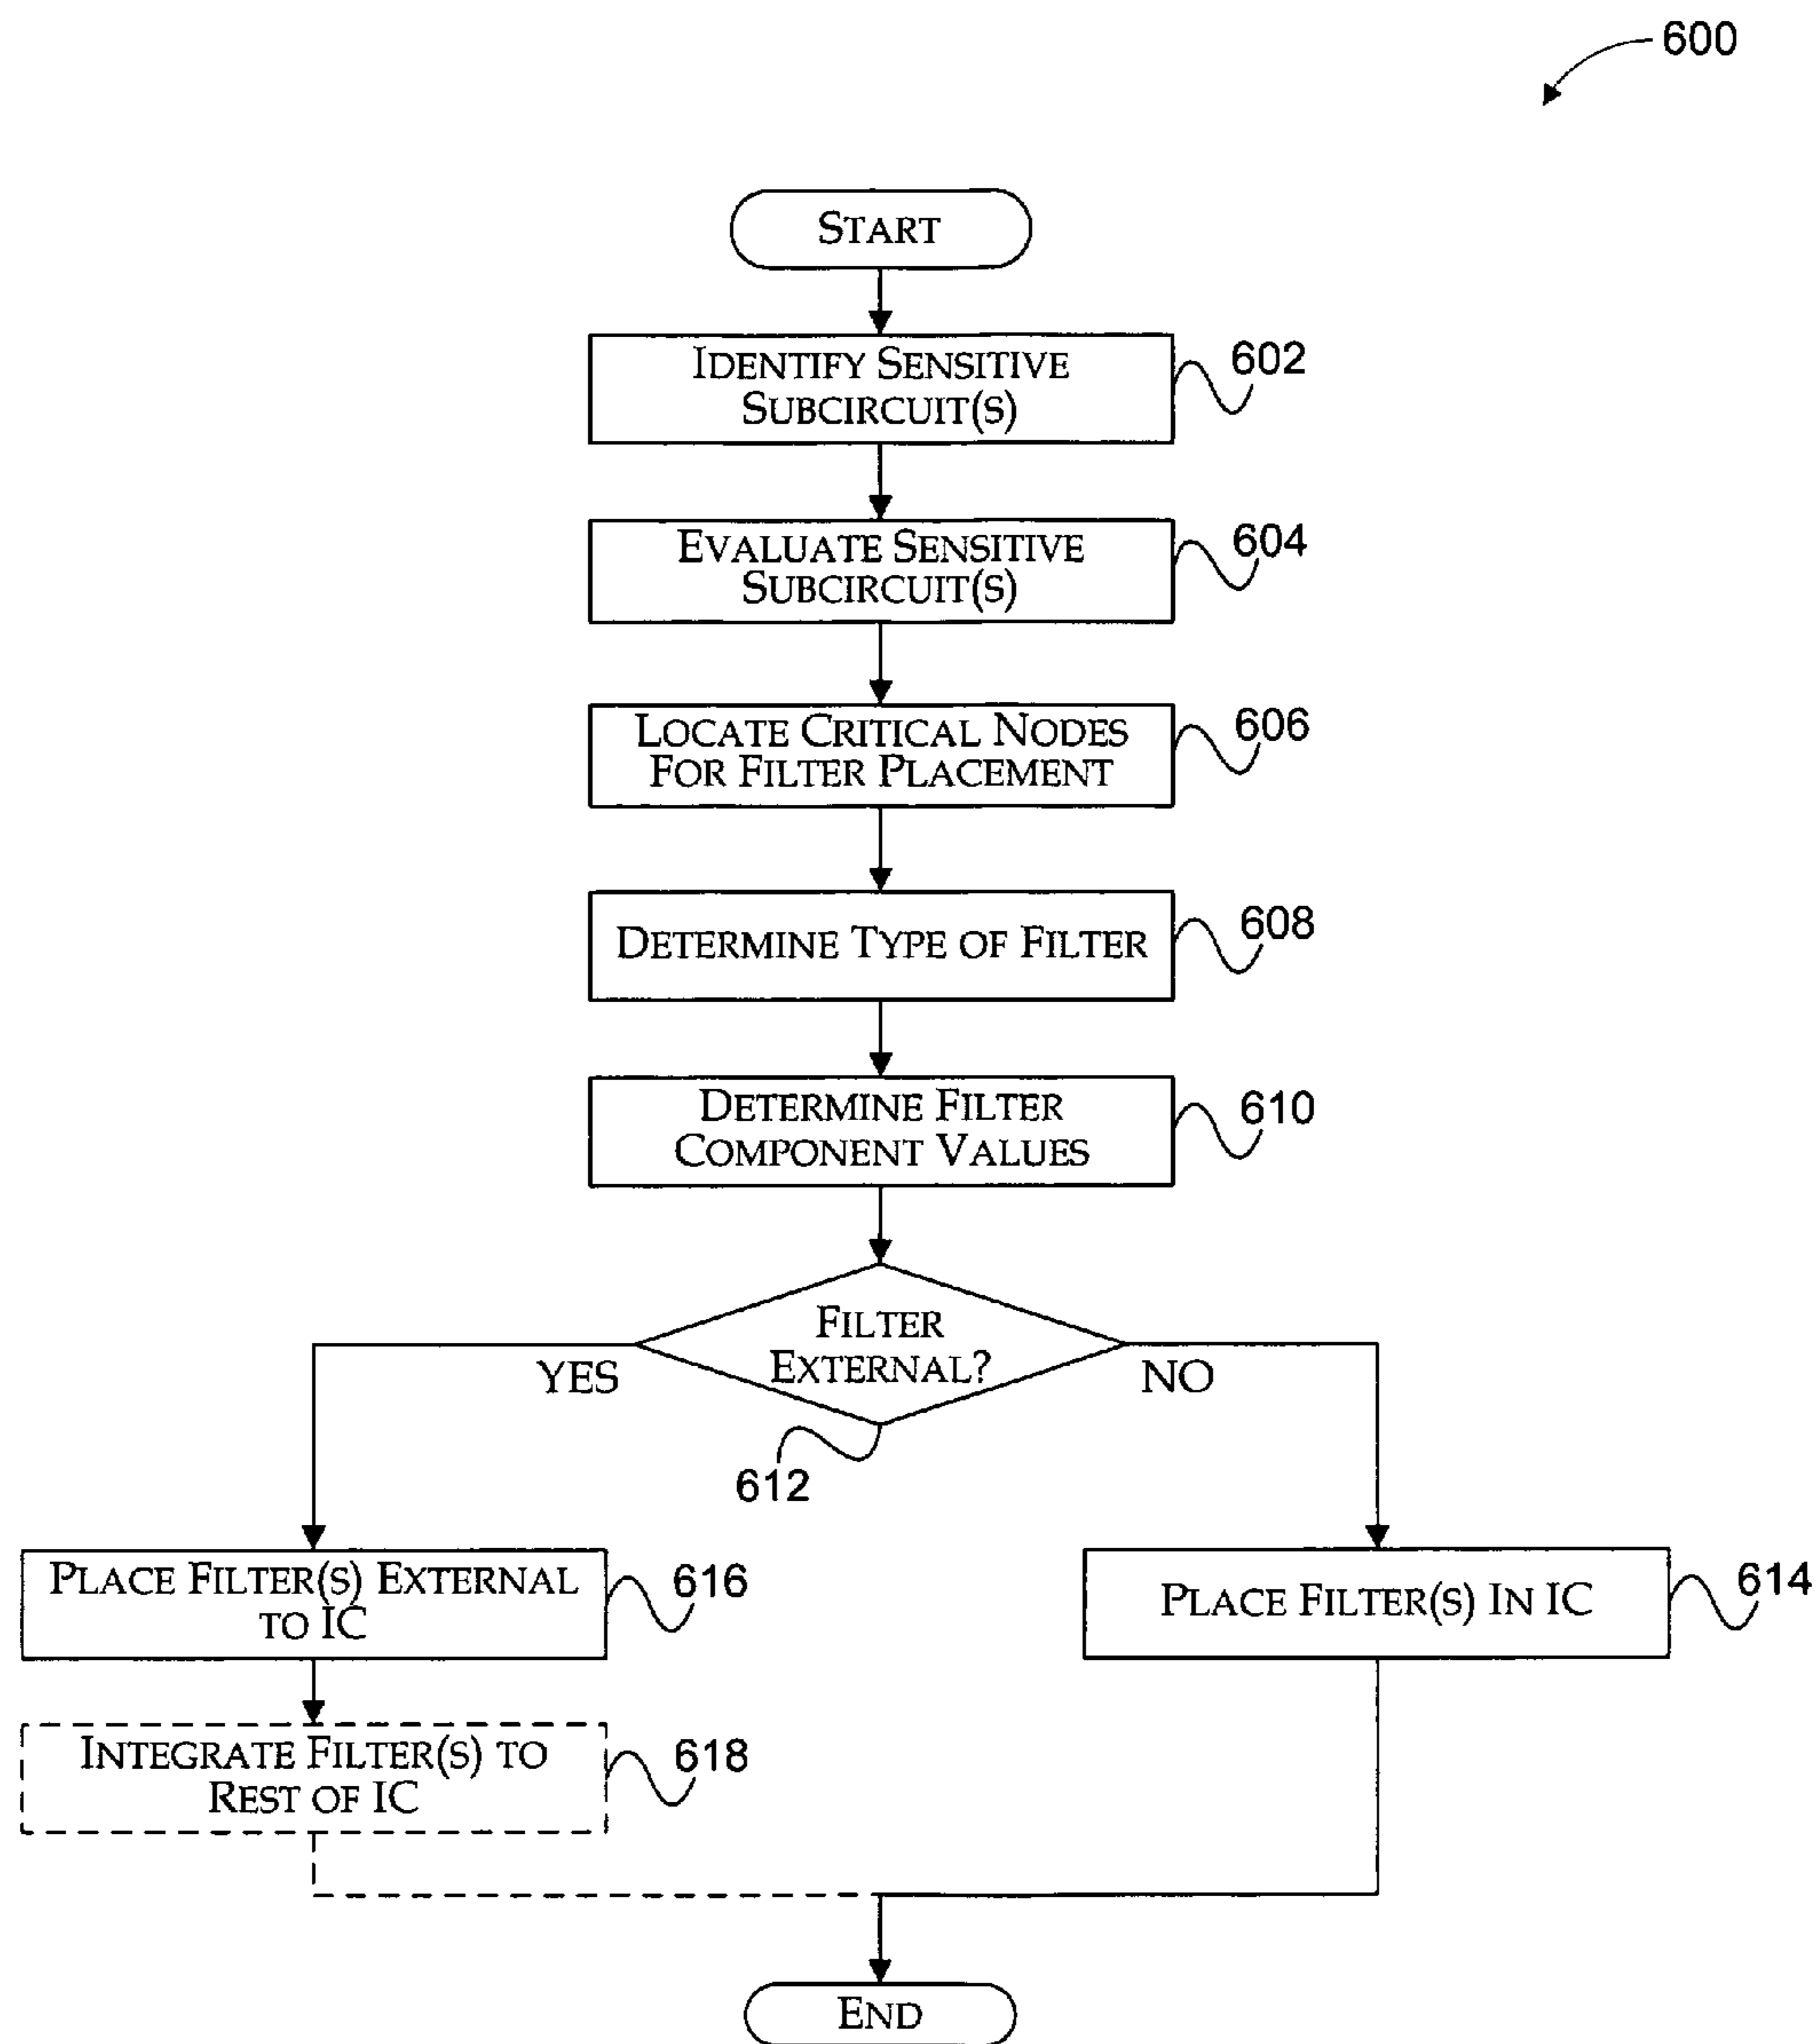 600
START
IDENTIFY SENSITIVE
SUBCIRCUIT(S)
602
EVALUATE SENSITIVE
SUBCIRCUIT(S)
604
LOCATE CRITICAL NODES
FOR FILTER PLACEMENT
606
DETERMINE TYPE OF FILTER
608
DETERMINE FILTER
COMPONENT VALUES
610
FILTER
EXTERNAL?
YES
NO
612
PLACE FILTER(S) EXTERNAL
TO IC
616
PLACE FILTER(S) IN IC
614
INTEGRATE FILTER(S) TO
REST OF IC
618
END